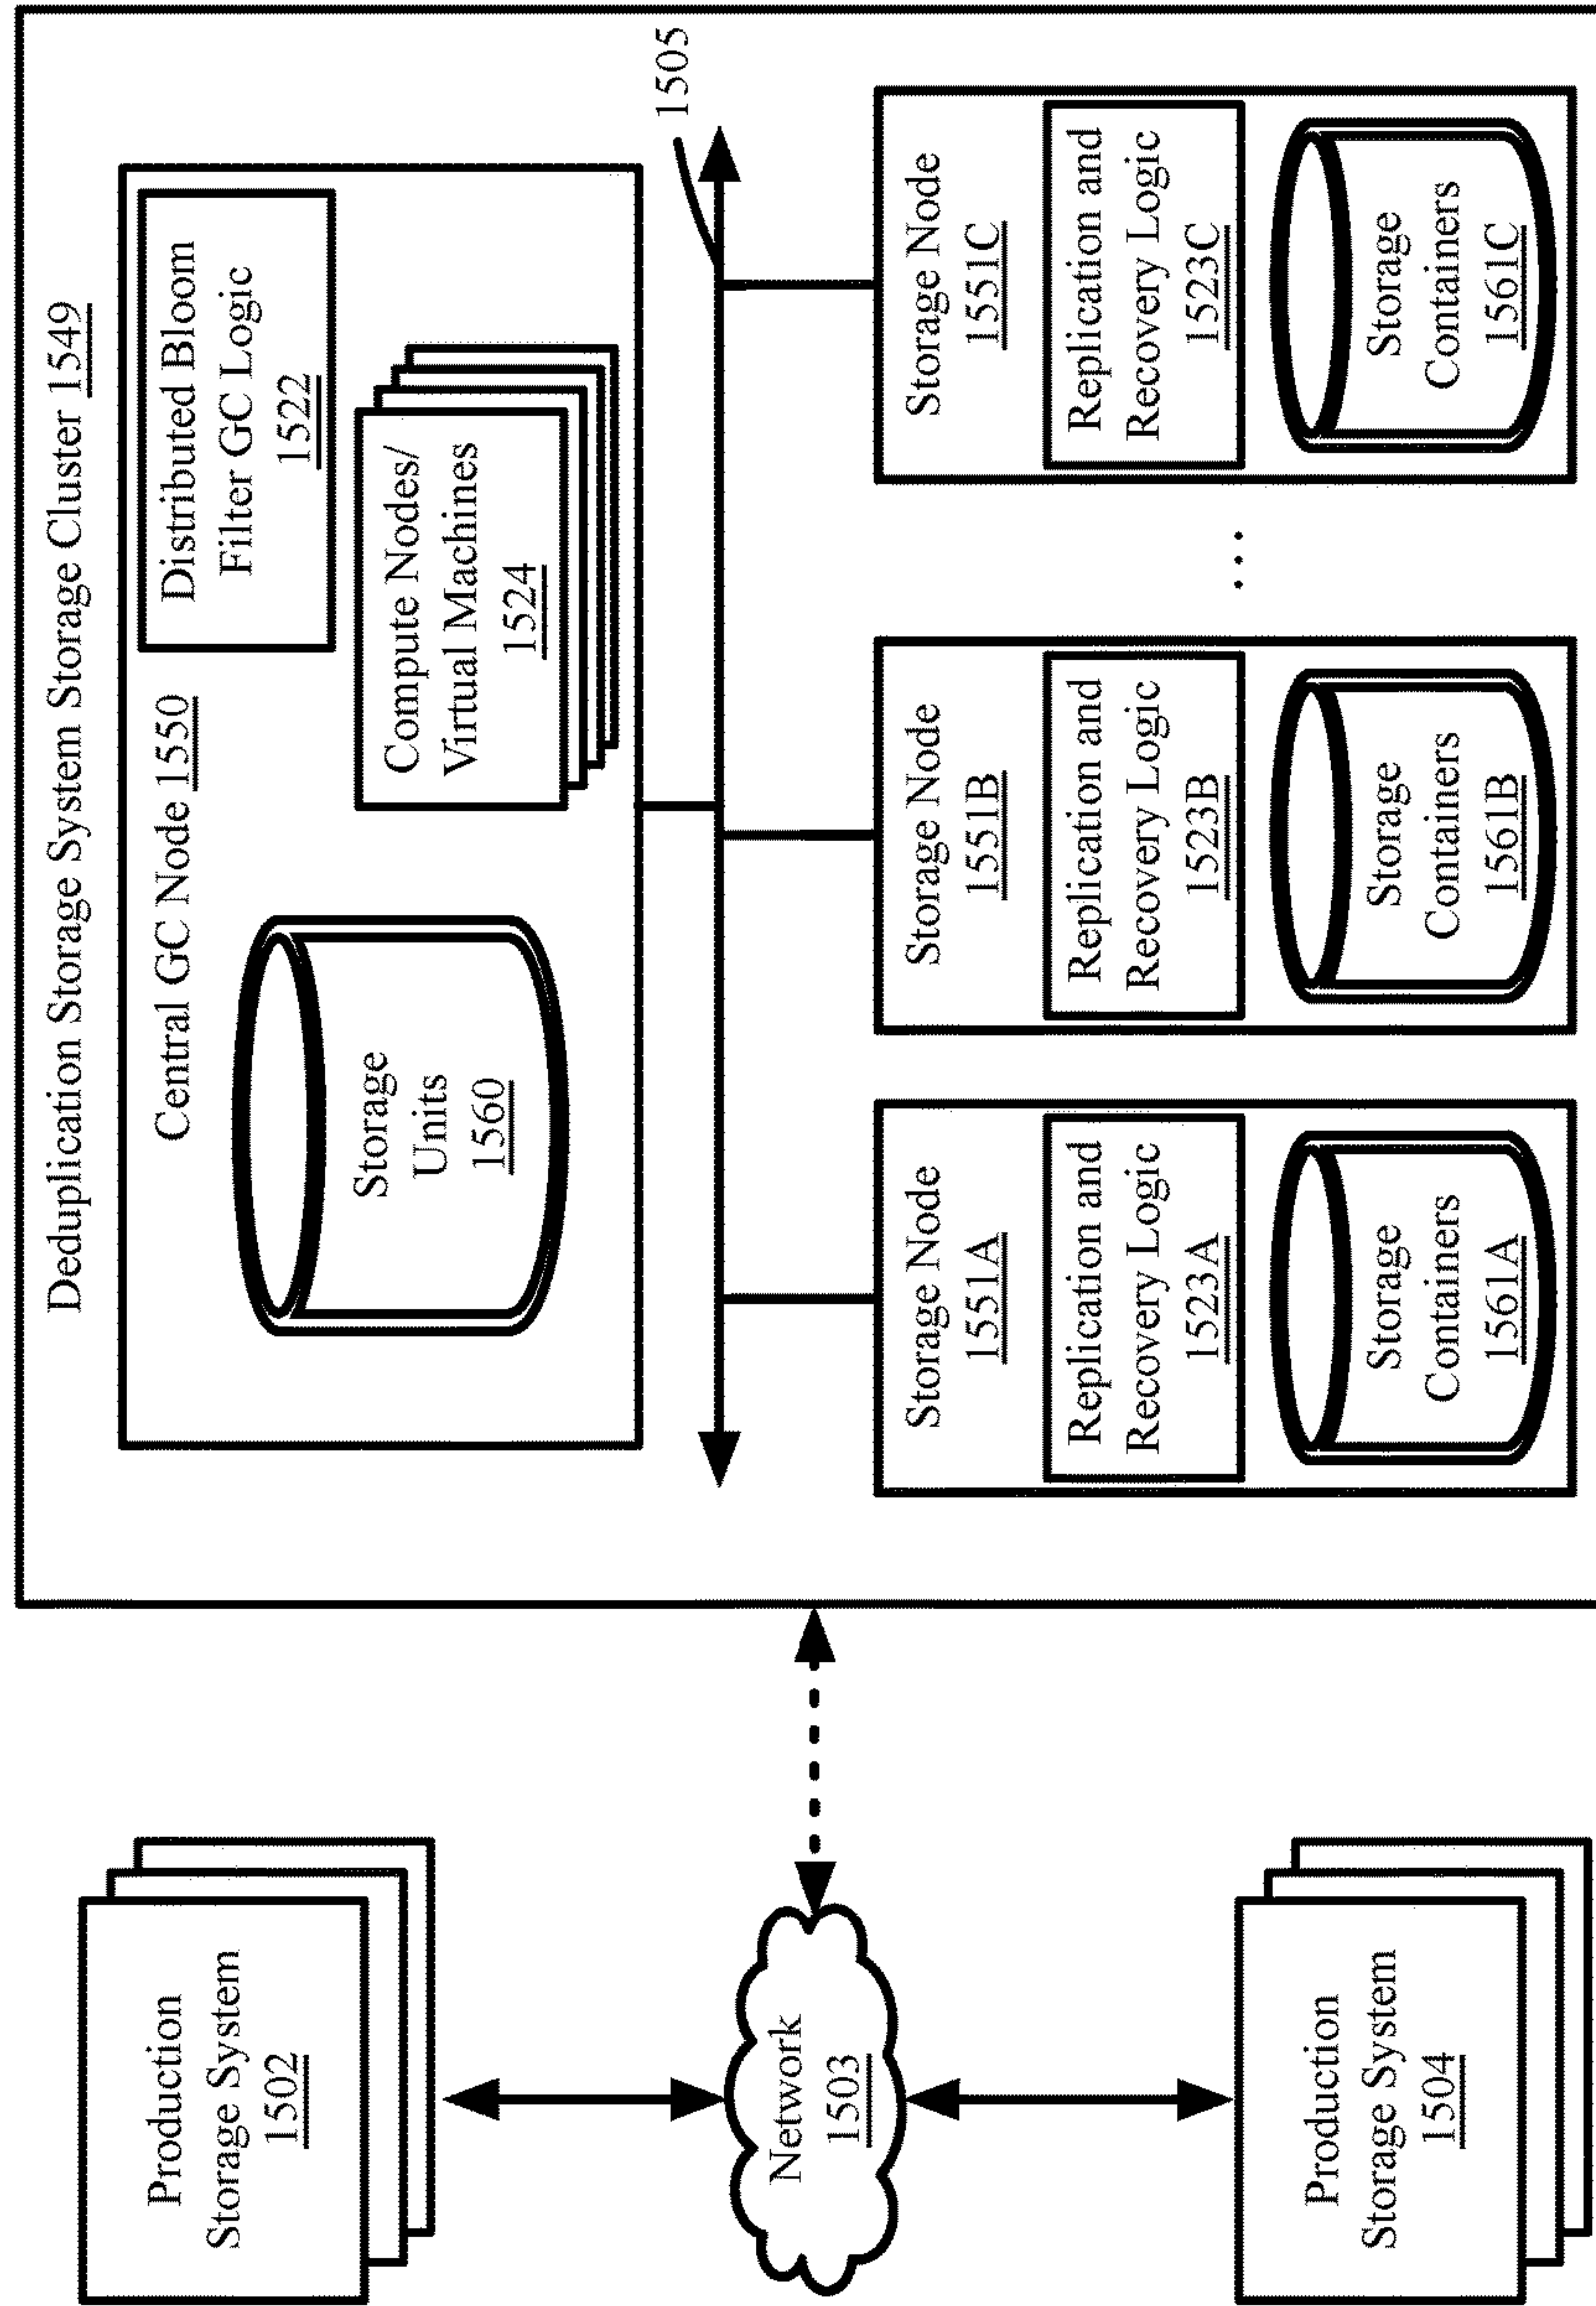 Production
Storage System
1502
Network
1503
Production
Storage System
1504
Deduplication Storage System Storage Cluster 1549
Central GC Node 1550
Storage
Units
1560
Distributed Bloom
Filter GC Logic
1522
Compute Nodes/
Virtual Machines
1524
1505
Storage Node
1551A
Replication and
Recovery Logic
1523A
Storage
Containers
1561A
Storage Node
1551B
Replication and
Recovery Logic
1523B
Storage
Containers
1561B
...
Storage Node
1551C
Replication and
Recovery Logic
1523C
Storage
Containers
1561C